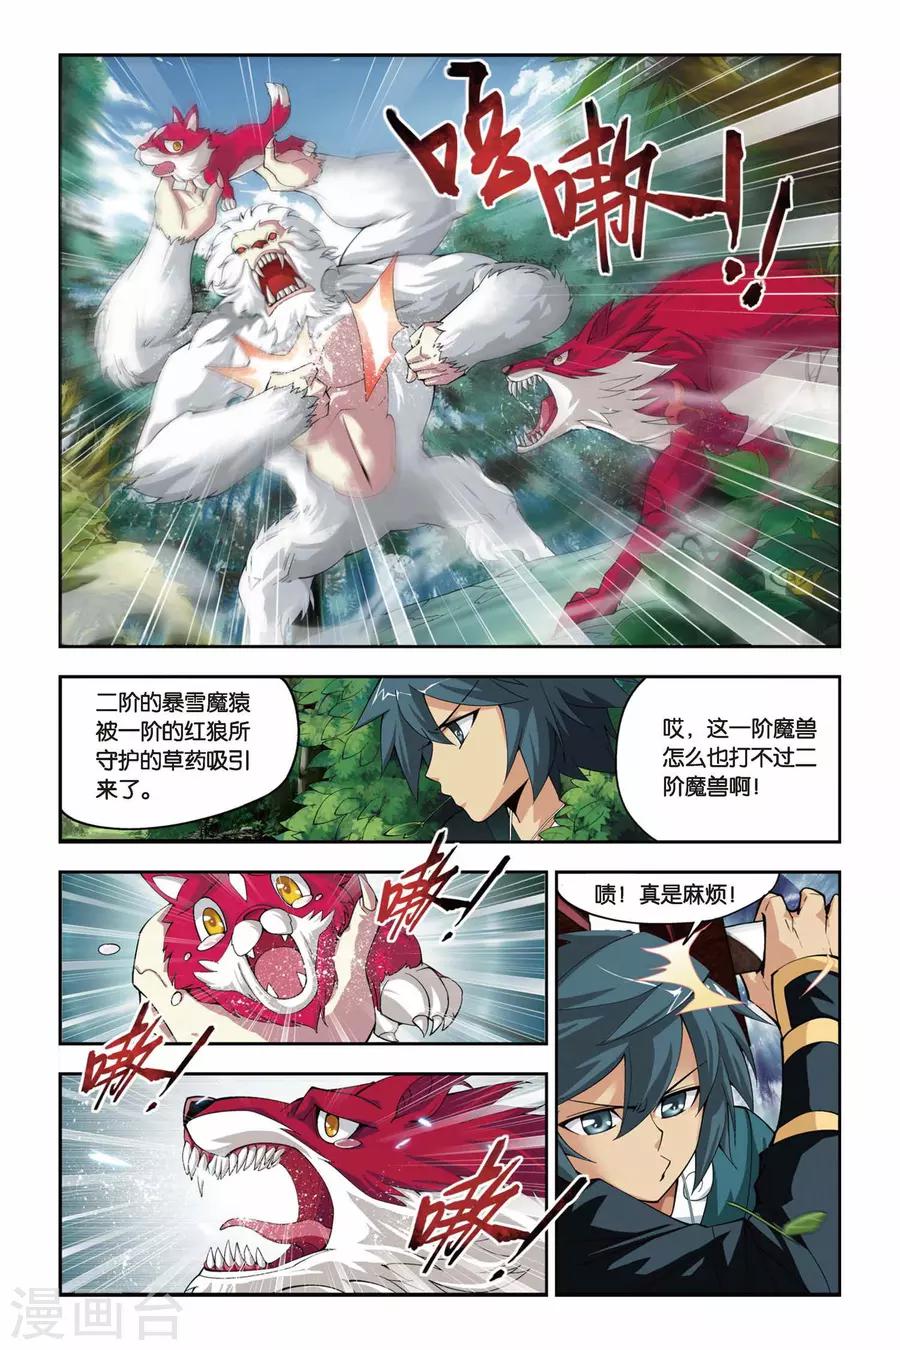 唔嗷——!!
二阶的暴雪魔猿
被一阶的红狼所
守护的草药吸引
来了。
哎，这一阶魔兽
怎么也打不过二
阶魔兽啊！
嗷！
嗷！
嗷！
啧！真是麻烦！
漫画台